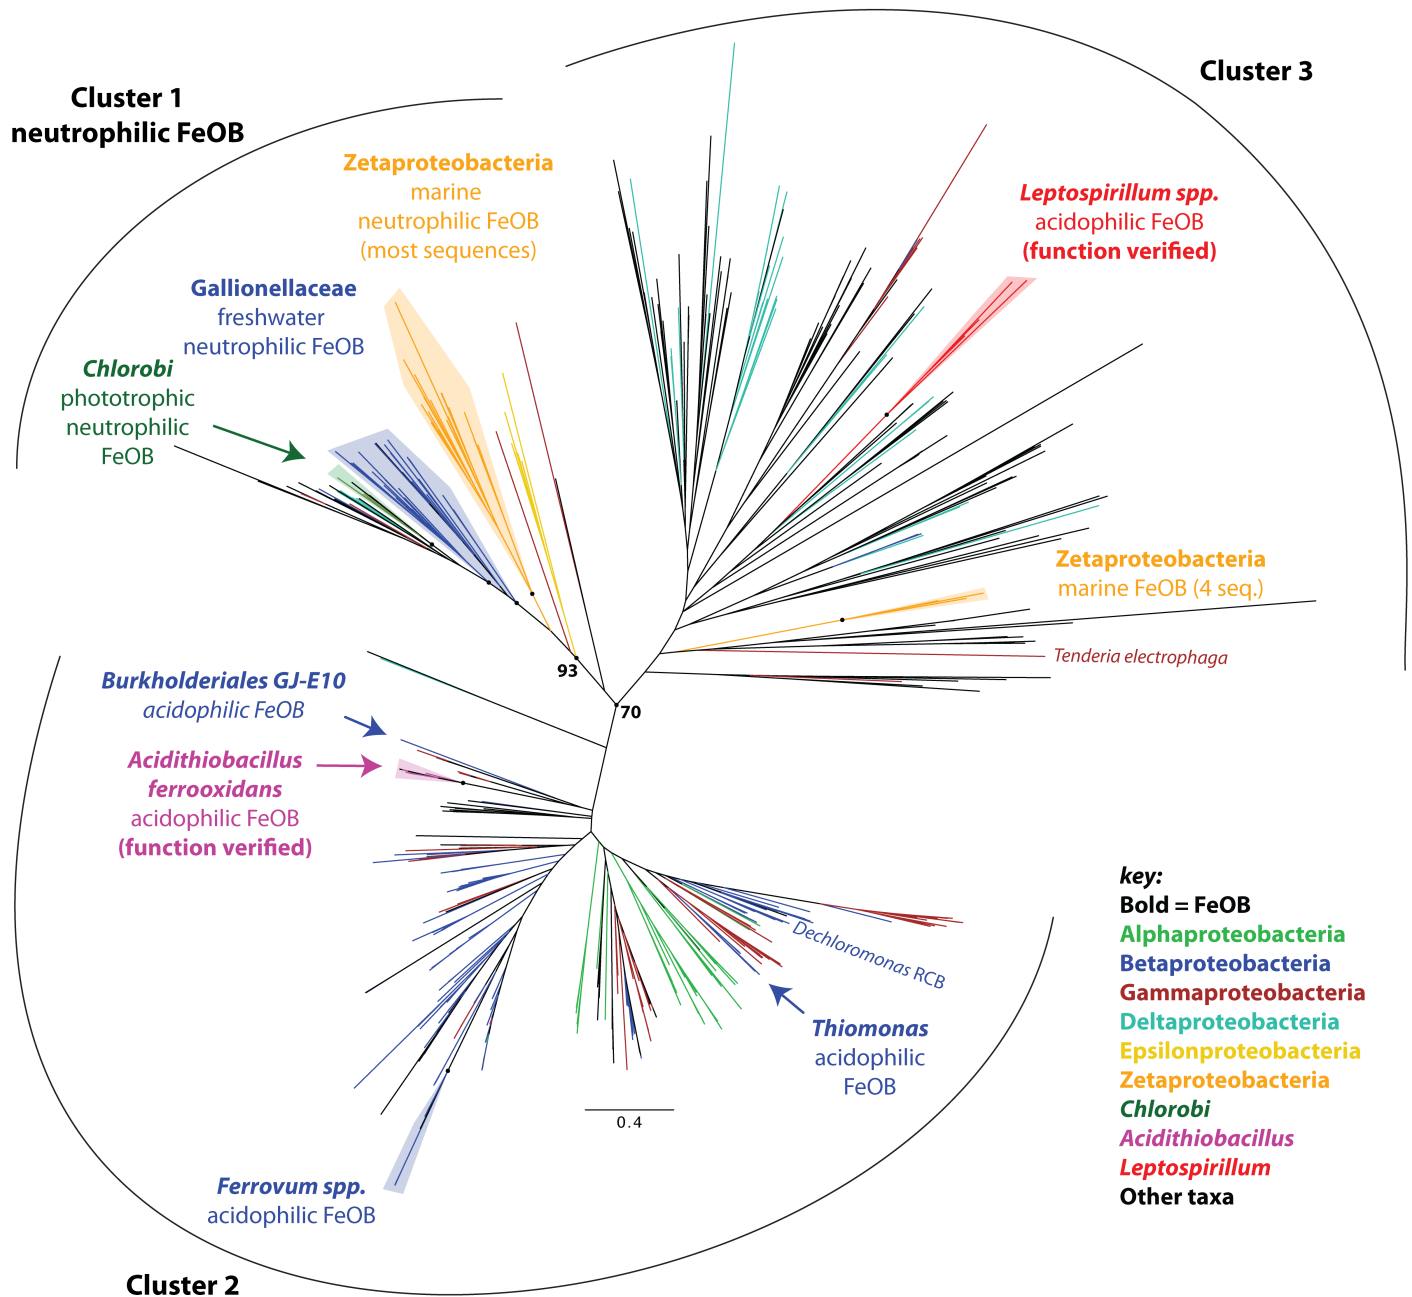 Cluster 1
neutrophilic FeOB
Cluster 3
Zetaproteobacteria
marine
neutrophilic FeOB
(most sequences)
Leptospirillum spp.
acidophilic FeOB
(function verified)
Gallionellaceae
freshwater
neutrophilic FeOB
Chlorobi
phototrophic
neutrophilic
FeOB
Zetaproteobacteria
marine FeOB (4 seq.)
Tenderia electrophaga
93
70
Burkholderiales GJ-E10
acidophilic FeOB
Acidithiobacillus
ferrooxidans
acidophilic FeOB
(function verified)
Dechloromonas RCB
Thiomonas
acidophilic
FeOB
0.4
Ferrovum spp.
acidophilic FeOB
Cluster 2
key:
Bold = FeOB
Alphaproteobacteria
Betaproteobacteria
Gammaproteobacteria
Deltaproteobacteria
Epsilonproteobacteria
Zetaproteobacteria
Chlorobi
Acidithiobacillus
Leptospirillum
Other taxa